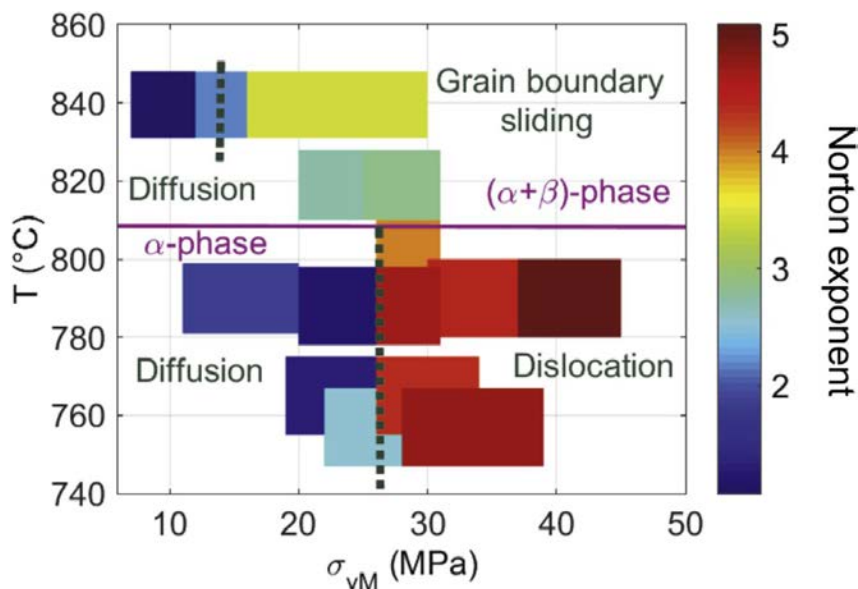 860
840
820
800
780
760
740
10
20
30
40
50
T (°C)
σvM (MPa)
Grain boundary
sliding
Diffusion
(α+β)-phase
α-phase
Diffusion
Dislocation
5
4
3
2
Norton exponent